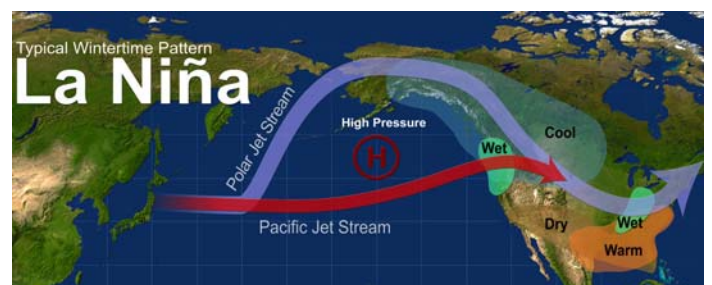 Typical Wintertime Pattern
La Niña
Polar Jet Stream
High Pressure
H
Pacific Jet Stream
Wet
Cool
Dry
Wet
Warm